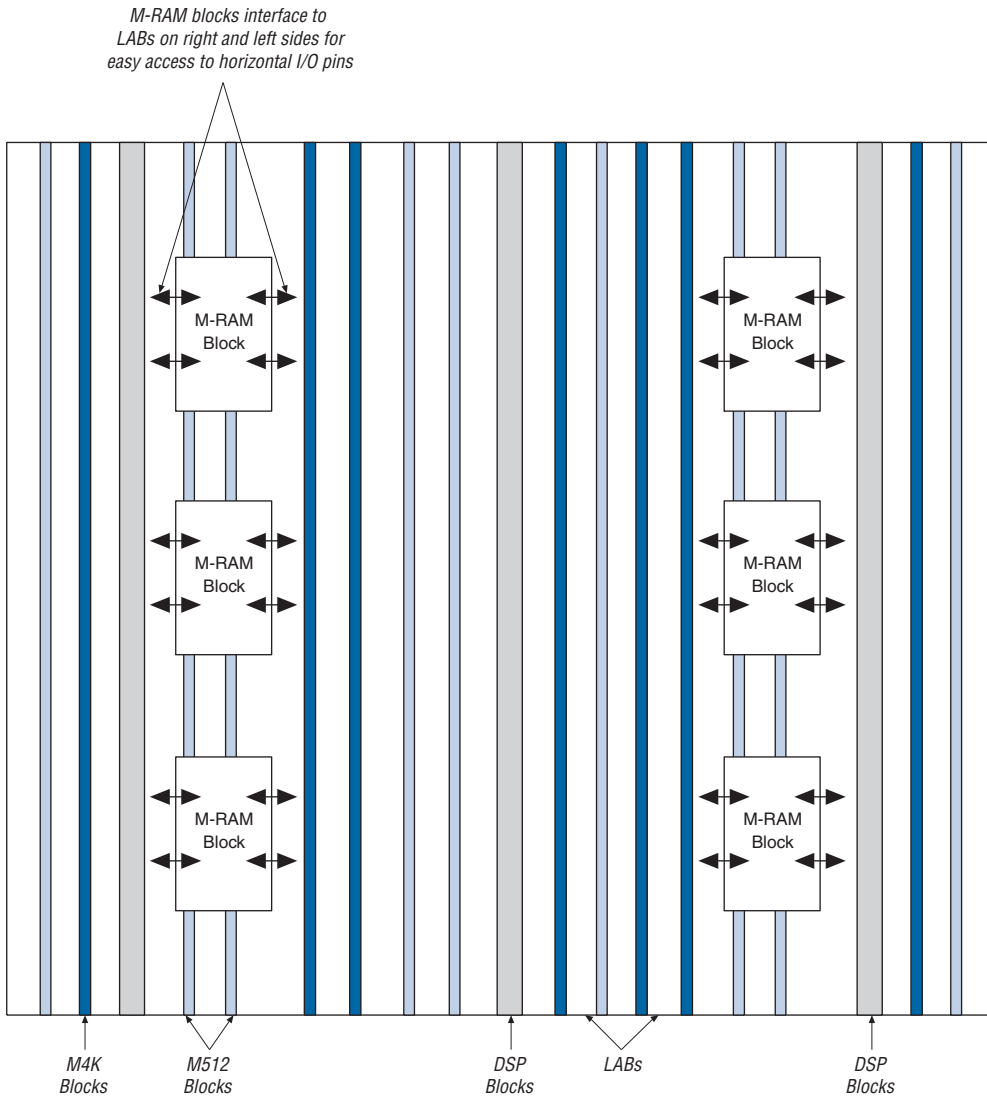 M-RAM blocks interface to
LABs on right and left sides for
easy access to horizontal I/O pins
M-RAM
Block
M-RAM
Block
M-RAM
Block
M-RAM
Block
M-RAM
Block
M-RAM
Block
M4K
Blocks
M512
Blocks
DSP
Blocks
LABs
DSP
Blocks